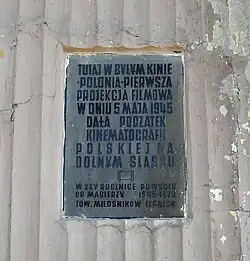 TUTAJ W BYŁYM KINIE
"POLONIA" PIERWSZA
PROJEKCJA FILMOWA
W DNIU 5 MAJA 1945
DAŁA POCZĄTEK
KINEMATOGRAFII
POLSKIEJ NA
DOLNYM ŚLĄSKU
W XXV ROCZNICĘ POWROTU
DO MACIERZY 1945-1970
TOW. MIŁOŚNIKÓW LEGNICY